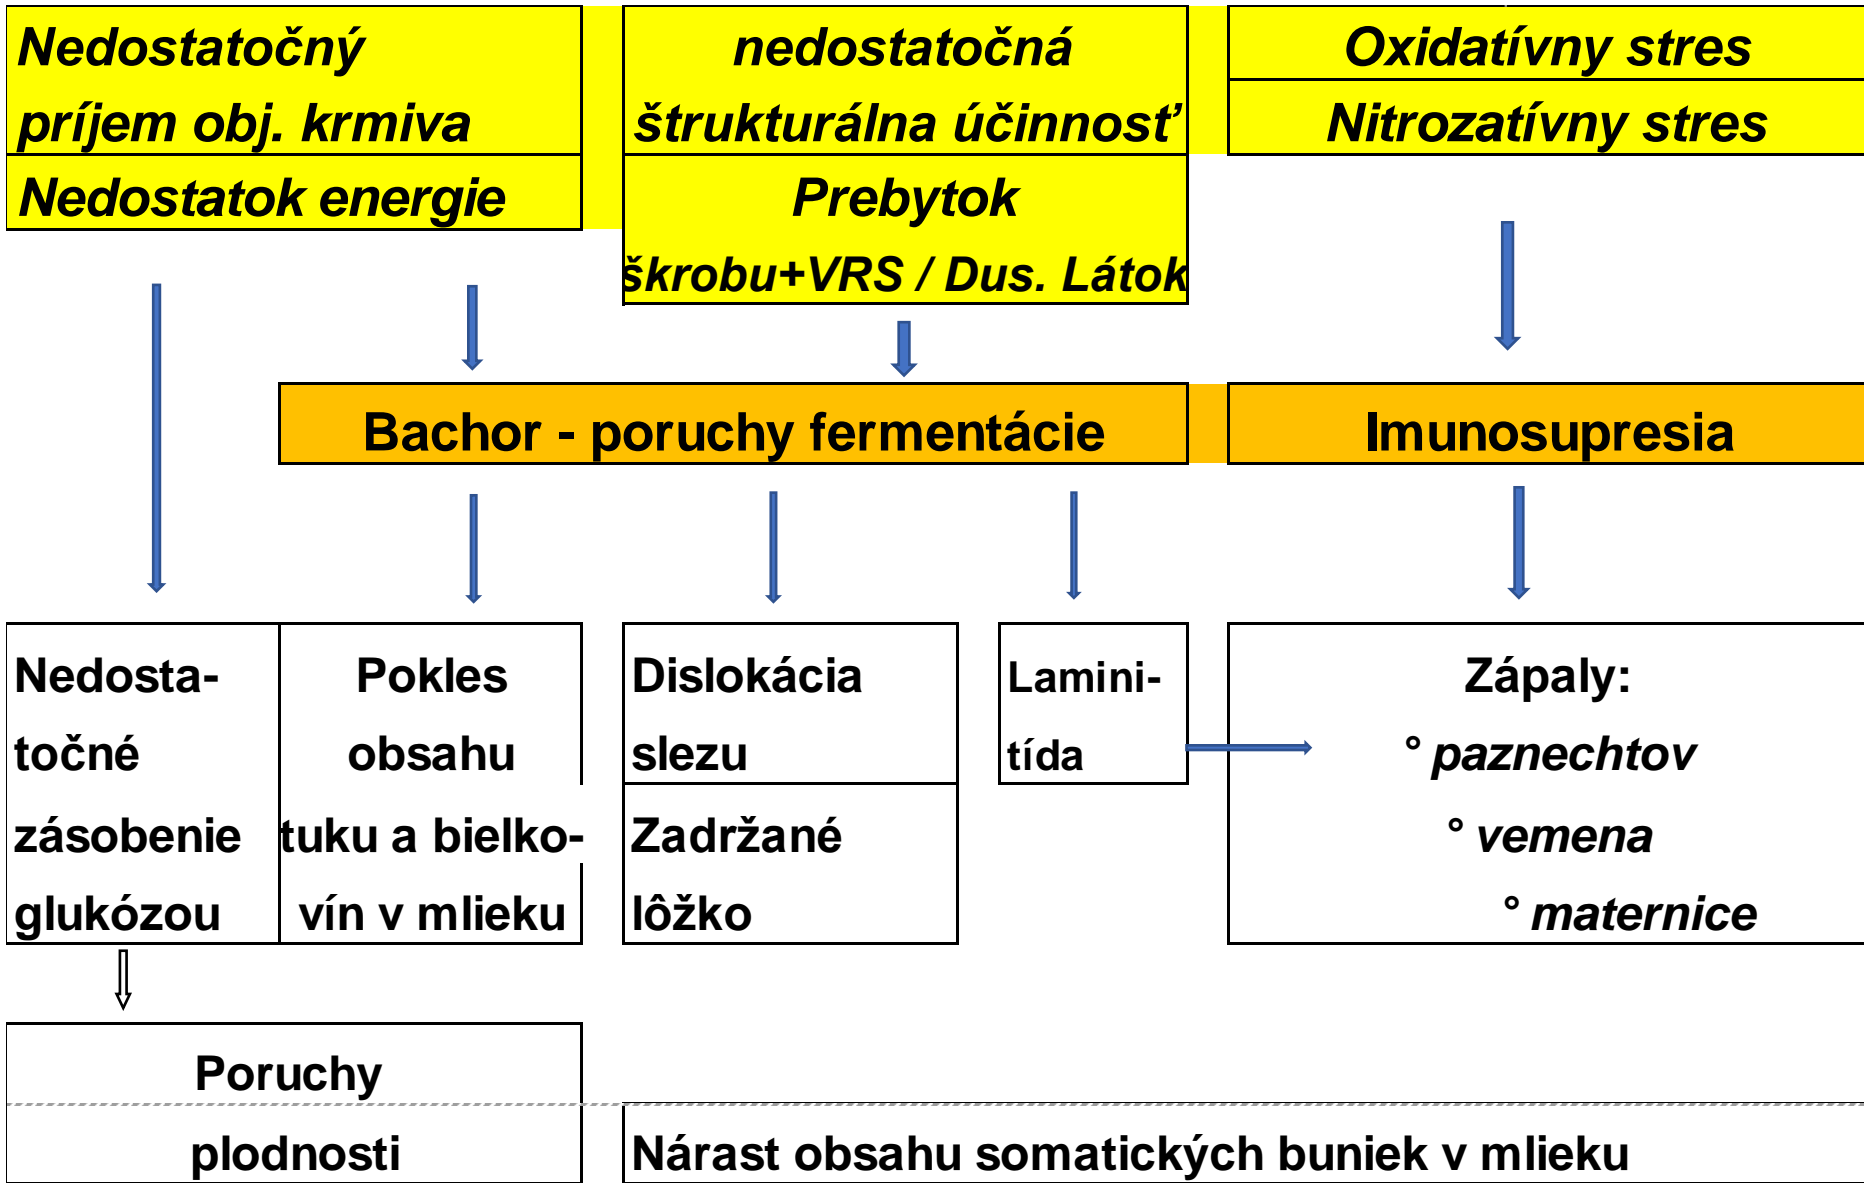 Nedostatočný
príjem obj. krmiva
Nedostatok energie
nedostatočná
štrukturálna účinnosť
Prebytok
škrobu+VRS / Dus. Látok
Oxidatívny stres
Nitrozatívny stres
Bachor - poruchy fermentácie
Imunosupresia
Nedosta-
točné
zásobenie
glukózou
Pokles
obsahu
tuku a bielko-
vín v mlieku
Dislokácia
slezu
Zadržané
lôžko
Lamini-
tída
Zápaly:
° paznechtov
° vemena
° maternice
Poruchy
plodnosti
Nárast obsahu somatických buniek v mlieku